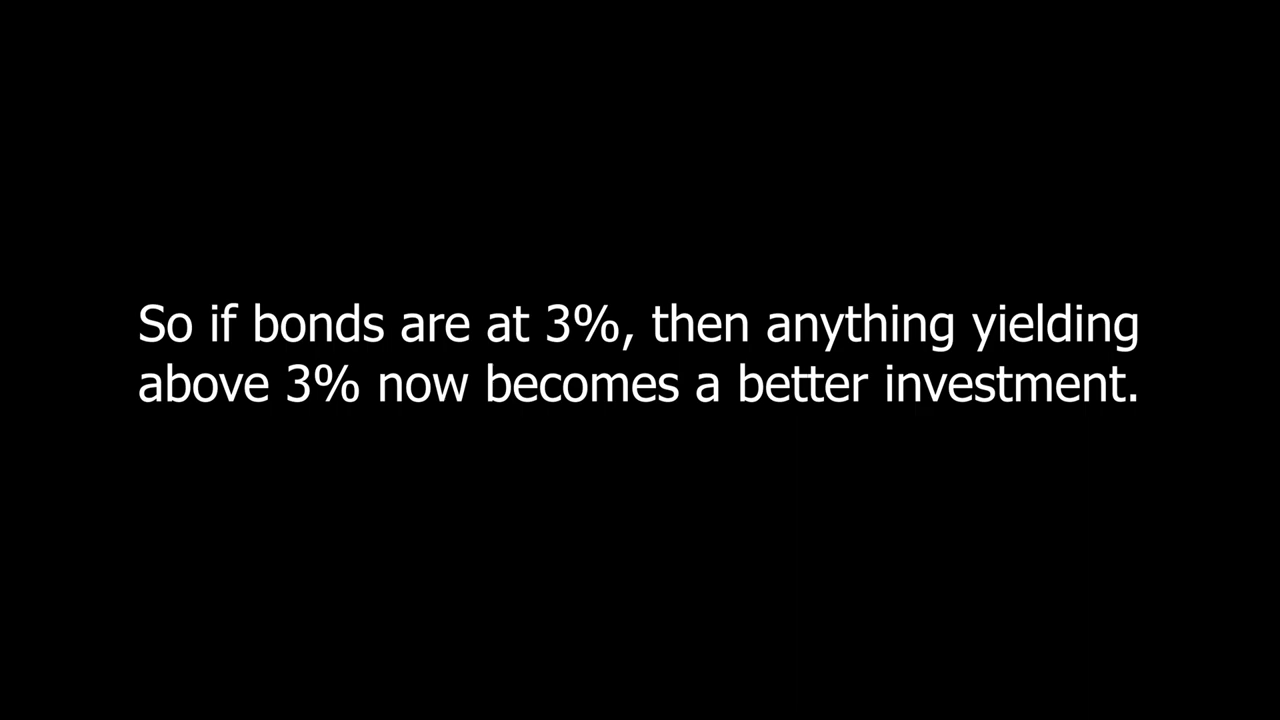 So if bonds are at 3%, then anything yielding
above 3% now becomes a better investment.